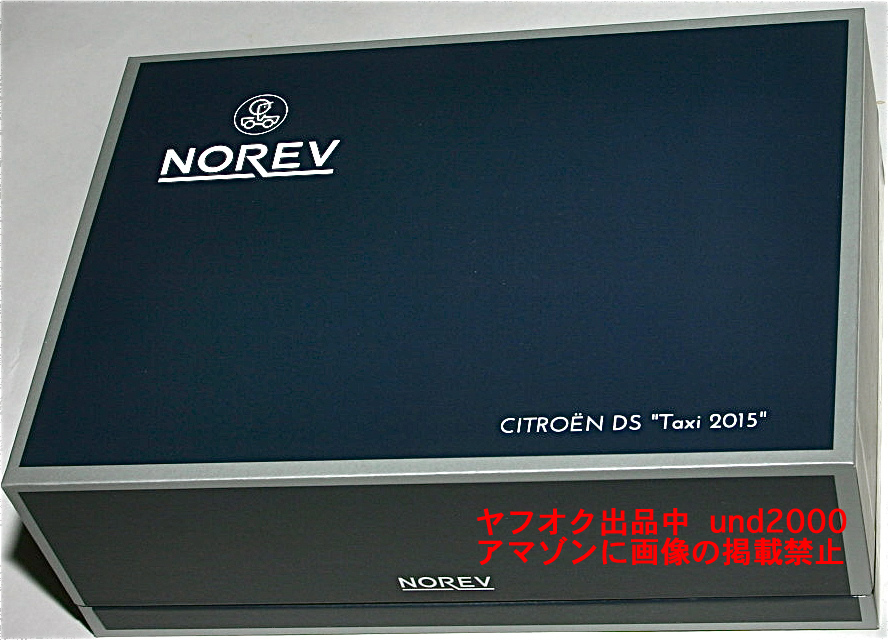 NOREV
CITROËN DS "Taxi 2015"
ヤフオク出品中 und2000
アマゾンに画像の掲載禁止
NOREV